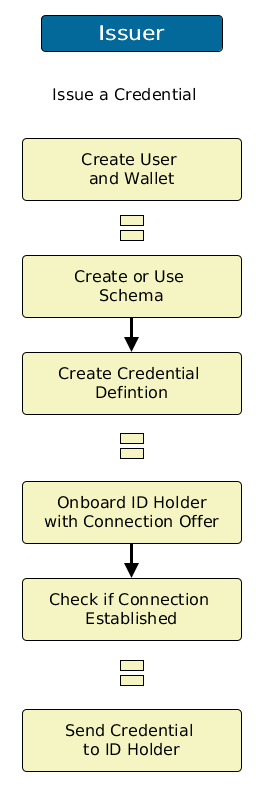 Issuer
Issue a Credential
Create User
and Wallet
Create or Use
Schema
Create Credential
Defintion
Onboard ID Holder
with Connection Offer
Check if Connection
Established
Send Credential
to ID Holder